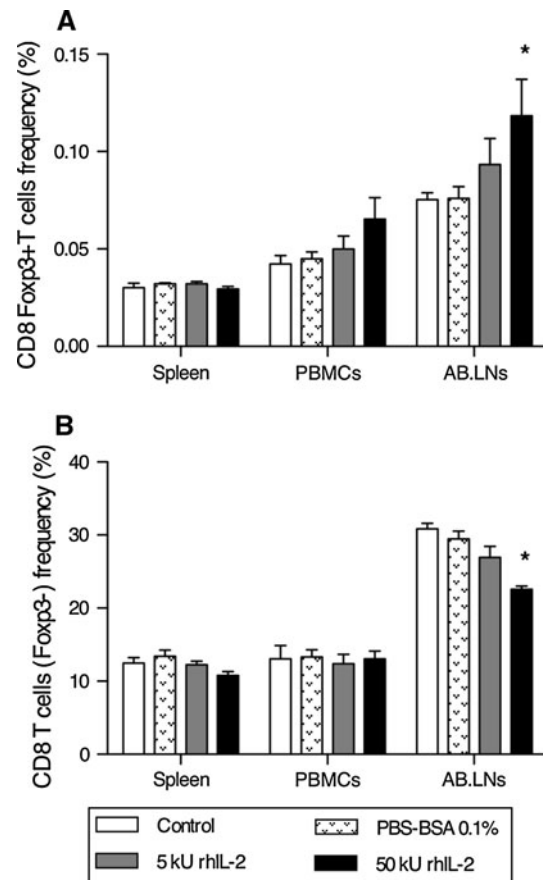 A
CD8 Foxp3+T cells frequency (%)
0.15
0.10
0.05
0.00
*
Spleen
PBMCs
AB.LNs
B
CD8 T cells (Foxp3-) frequency (%)
40
30
20
10
0
*
Spleen
PBMCs
AB.LNs
Control
PBS-BSA 0.1%
5 kU rhIL-2
50 kU rhIL-2